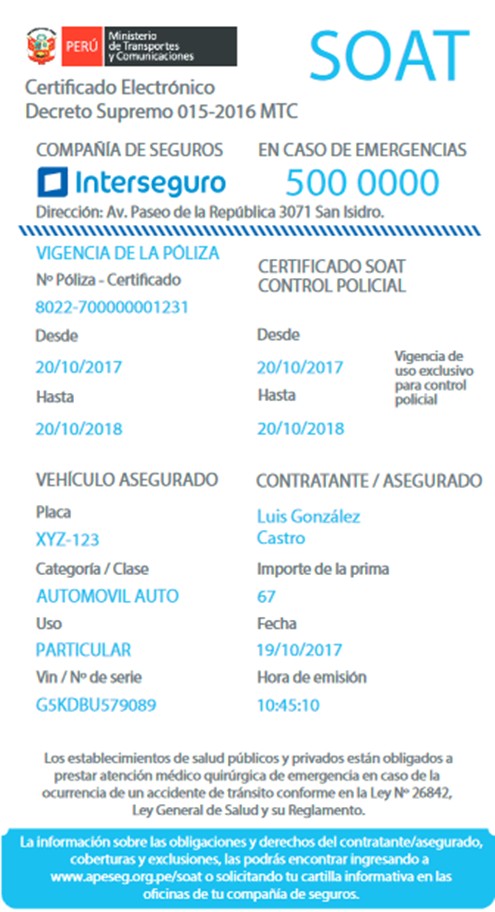 PERÚ
Ministerio
de Transportes
y Comunicaciones
SOAT
Certificado Electrónico
Decreto Supremo 015-2016 MTC
COMPAÑÍA DE SEGUROS
Interseguro
EN CASO DE EMERGENCIAS
500 0000
Dirección: Av. Paseo de la República 3071 San Isidro.
VIGENCIA DE LA PÓLIZA
Nº Póliza - Certificado
8022-700000001231
Desde
20/10/2017
Hasta
20/10/2018
CERTIFICADO SOAT
CONTROL POLICIAL
Desde
20/10/2017
Hasta
20/10/2018
Vigencia de
uso exclusivo
para control
policial
VEHÍCULO ASEGURADO
Placa
XYZ-123
Categoría / Clase
AUTOMOVIL AUTO
Uso
PARTICULAR
Vin / Nº de serie
G5KDBU579089
CONTRATANTE / ASEGURADO
Luis González
Castro
Importe de la prima
67
Fecha
19/10/2017
Hora de emisión
10:45:10
Los establecimientos de salud públicos y privados están obligados a
prestar atención médico quirúrgica de emergencia en caso de la
ocurrencia de un accidente de tránsito conforme en la Ley Nº 26842,
Ley General de Salud y su Reglamento.
La información sobre las obligaciones y derechos del contratante/asegurado,
coberturas y exclusiones, las podrás encontrar ingresando a
www.apeseg.org.pe/soat o solicitando tu cartilla informativa en las
oficinas de tu compañía de seguros.